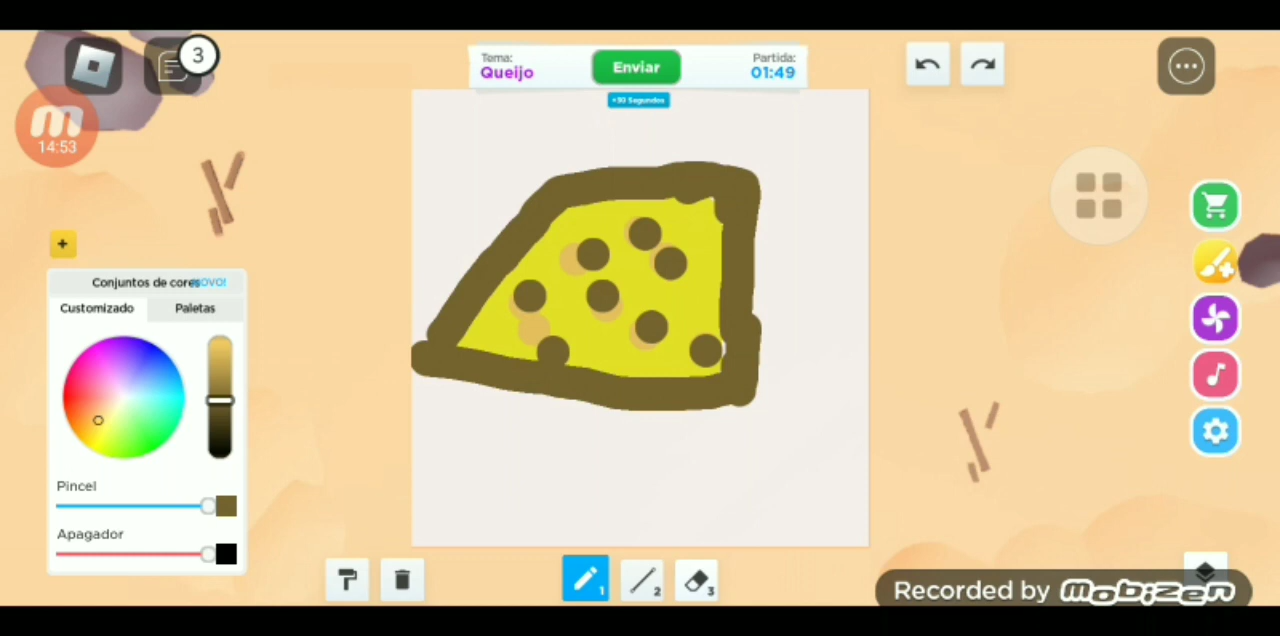 3
Tema:
Queijo
Enviar
Partida:
01:49
+30 Segundos
m
14:53
+
Conjuntos de cores NOVO!
Customizado
Paletas
Pincel
Apagador
1
2
3
Recorded by mobizen